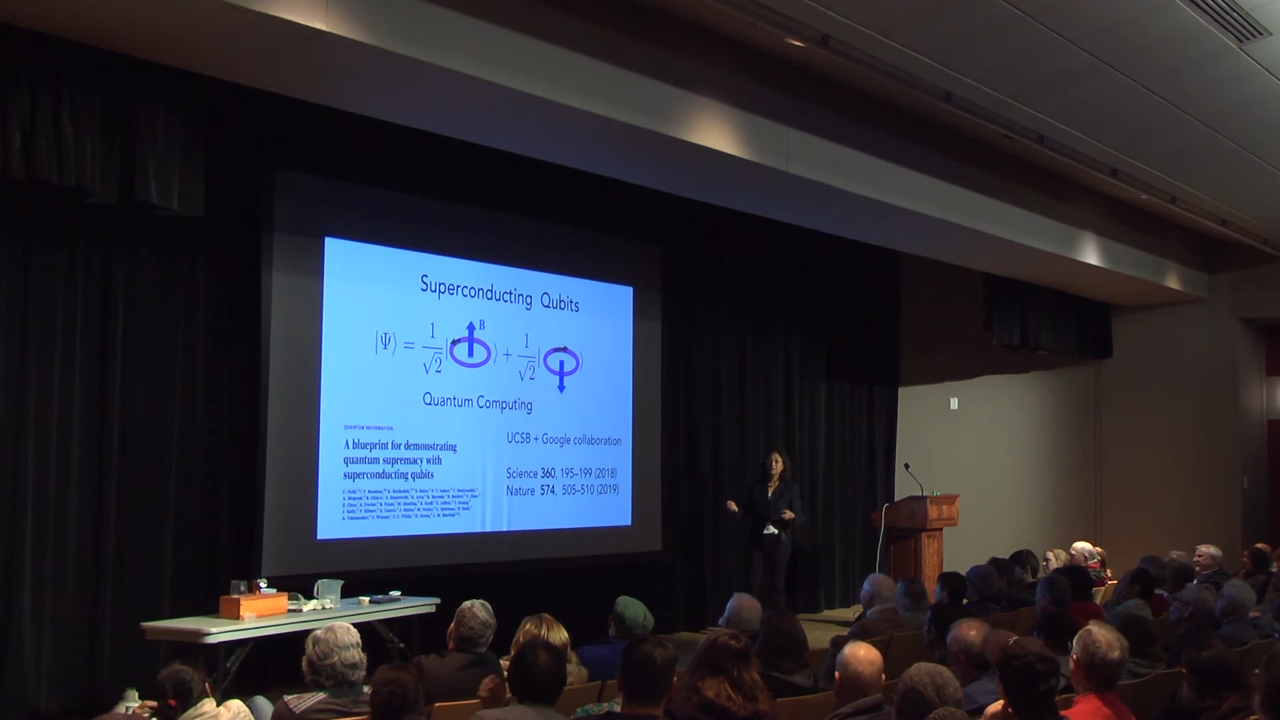 Superconducting Qubits
|Ψ⟩ = 1/√2 | ⟩ + 1/√2 | ⟩
B
Quantum Computing
QUANTUM INFORMATION
A blueprint for demonstrating
quantum supremacy with
superconducting qubits
UCSB + Google collaboration
Science 360, 195–199 (2018)
Nature 574, 505–510 (2019)